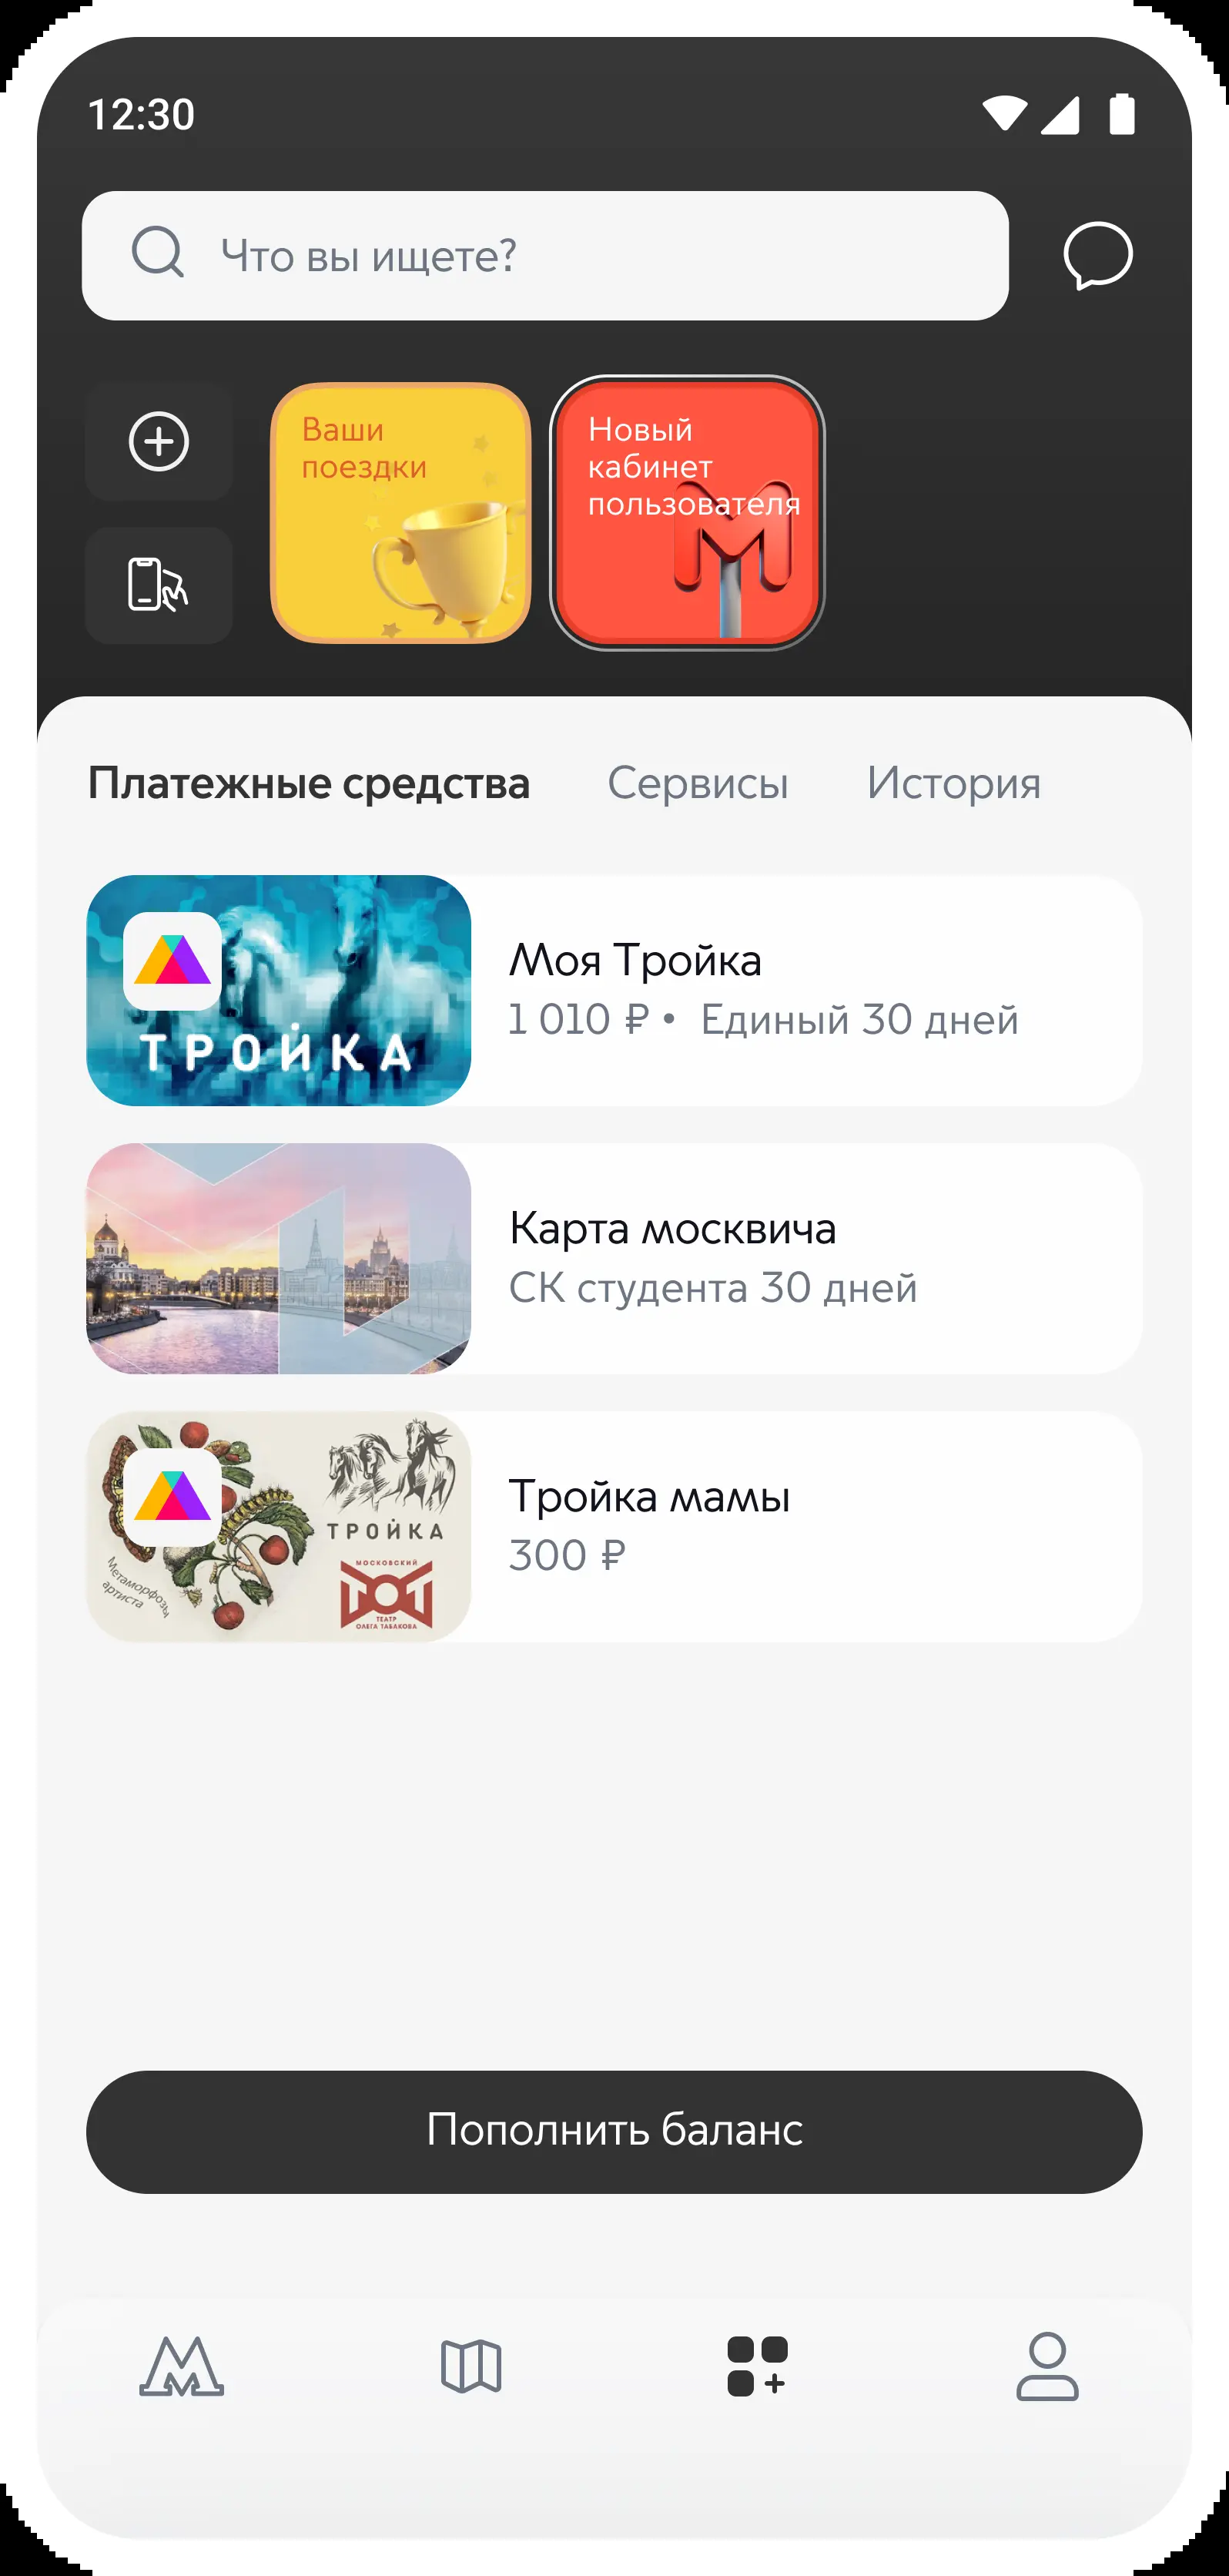 12:30
Что вы ищете?
Ваши
поездки
Новый
кабинет
пользователя
Платежные средства
Сервисы
История
ТРОЙКА
Моя Тройка
1 010 ₽ • Единый 30 дней
Карта москвича
СК студента 30 дней
ТРОЙКА
Метаморфозы
артиста
МОСКОВСКИЙ
ТЕАТР
ОЛЕГА ТАБАКОВА
Тройка мамы
300 ₽
Пополнить баланс